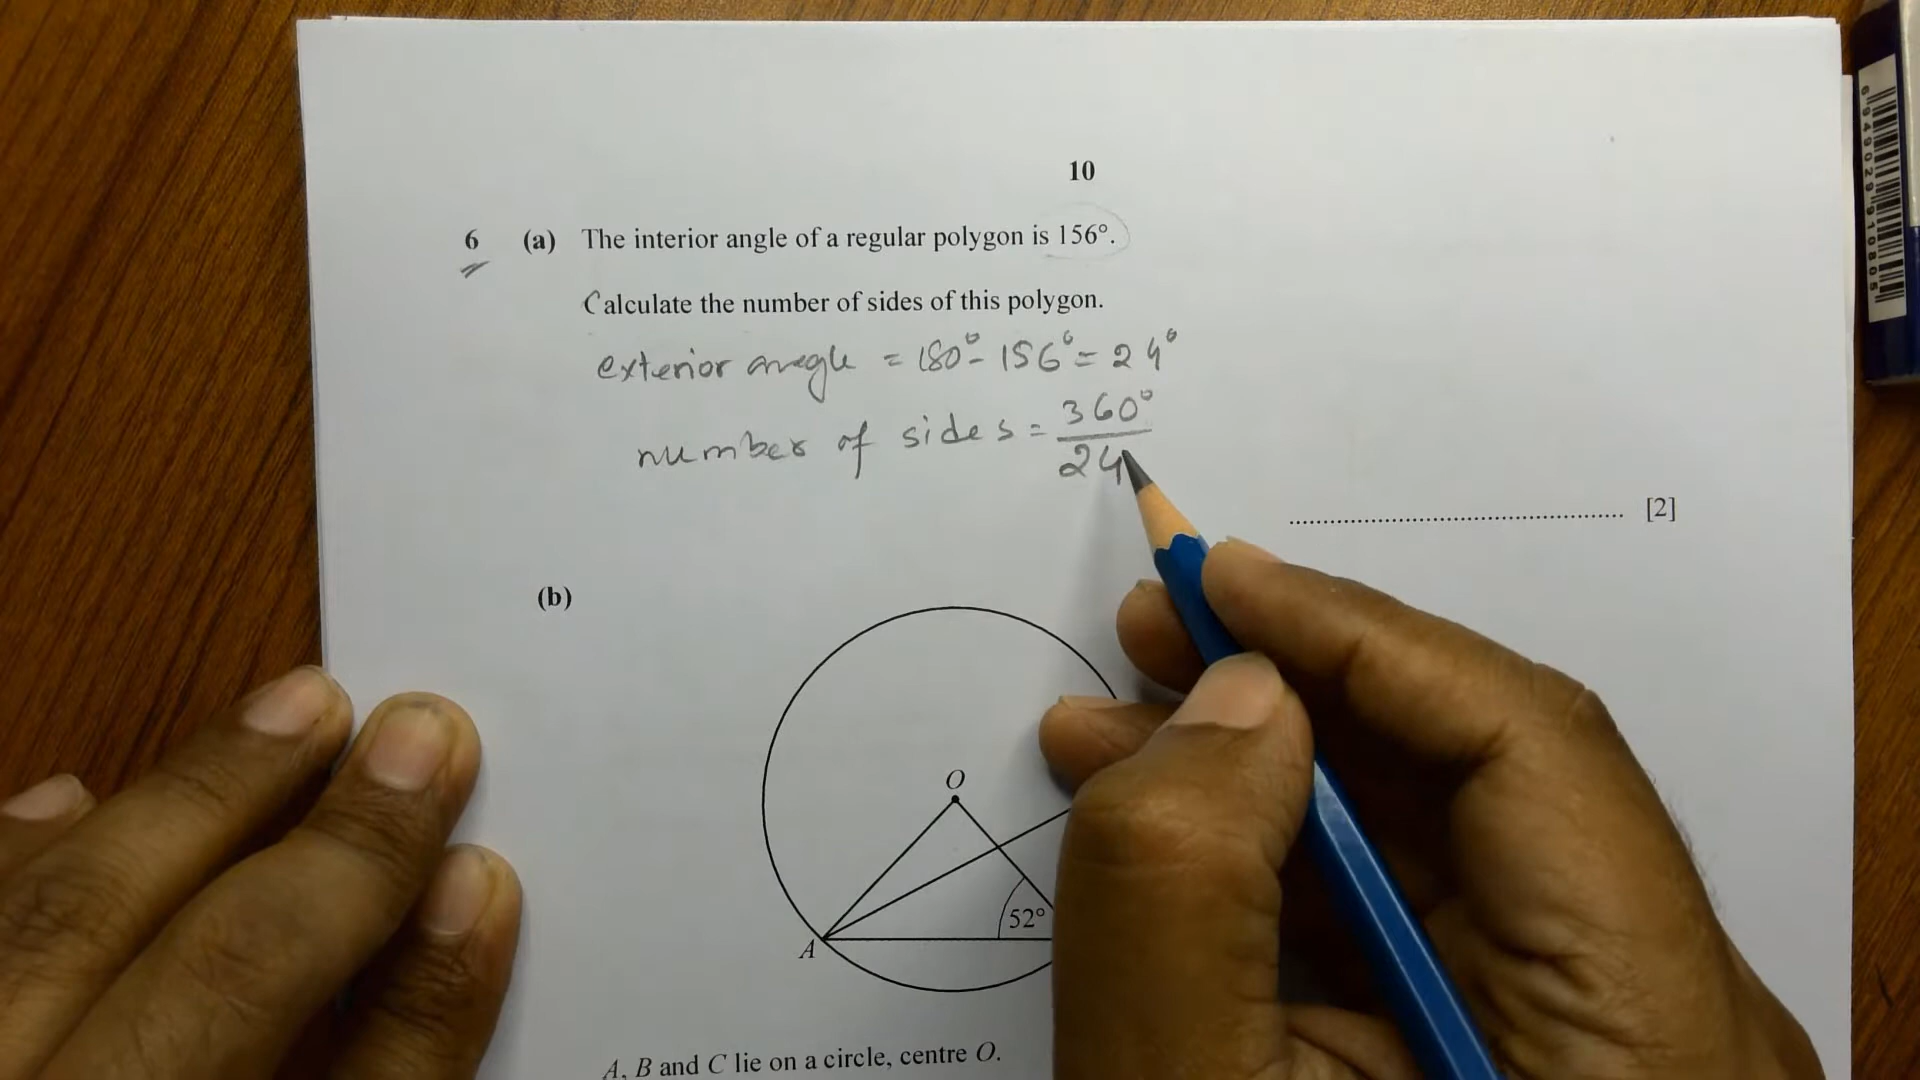 10
6 (a) The interior angle of a regular polygon is 156°.
Calculate the number of sides of this polygon.
exterior angle = 180° - 156° = 24°
number of sides = 360°/24
[2]
(b)
O
52°
A
A, B and C lie on a circle, centre O.
6949029910805